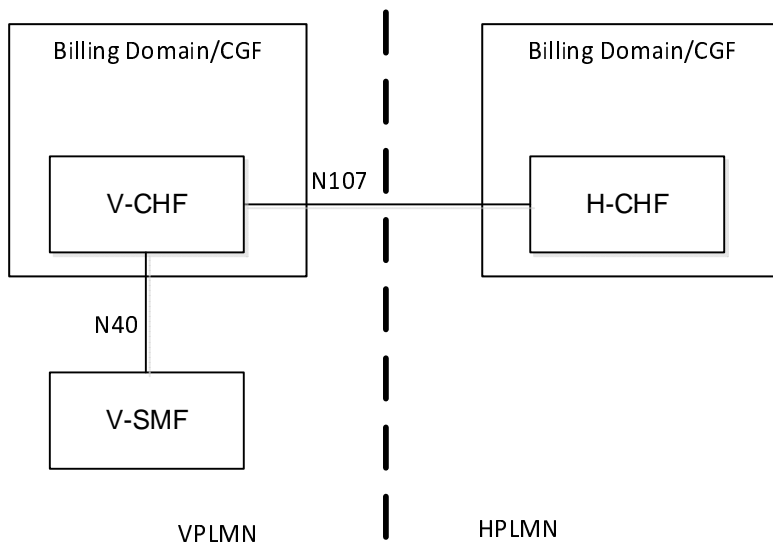 Billing Domain/CGF
Billing Domain/CGF
V-CHF
N107
H-CHF
N40
V-SMF
VPLMN
HPLMN